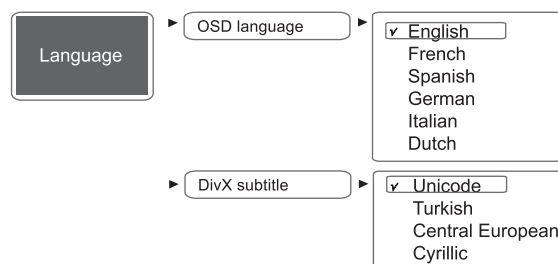 Language
OSD language
English
French
Spanish
German
Italian
Dutch
DivX subtitle
Unicode
Turkish
Central European
Cyrillic